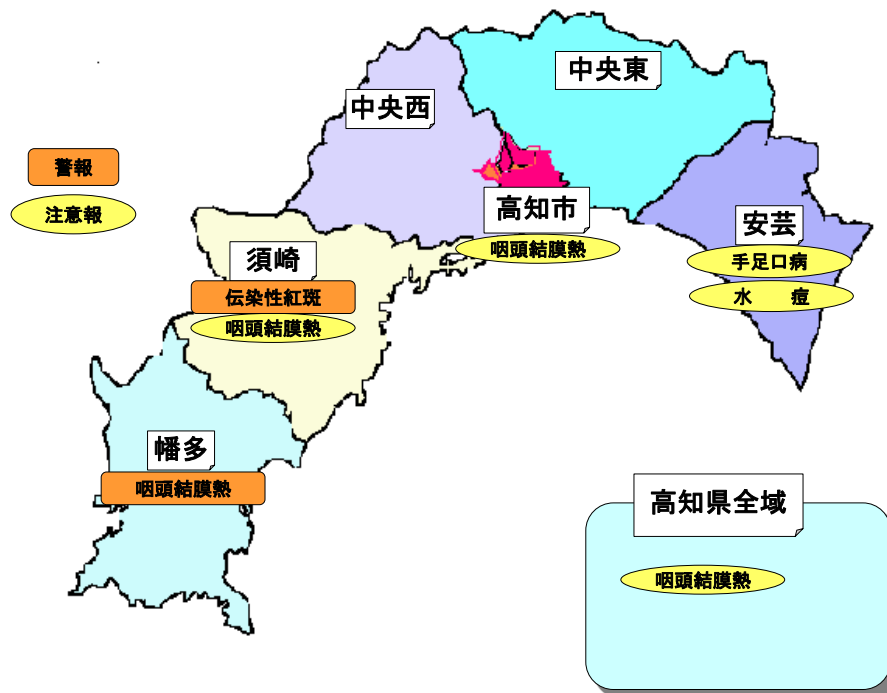 中央東
中央西
警報
注意報
高知市
咽頭結膜熱
安芸
手足口病
水　痘
須崎
伝染性紅斑
咽頭結膜熱
幡多
咽頭結膜熱
高知県全域
咽頭結膜熱